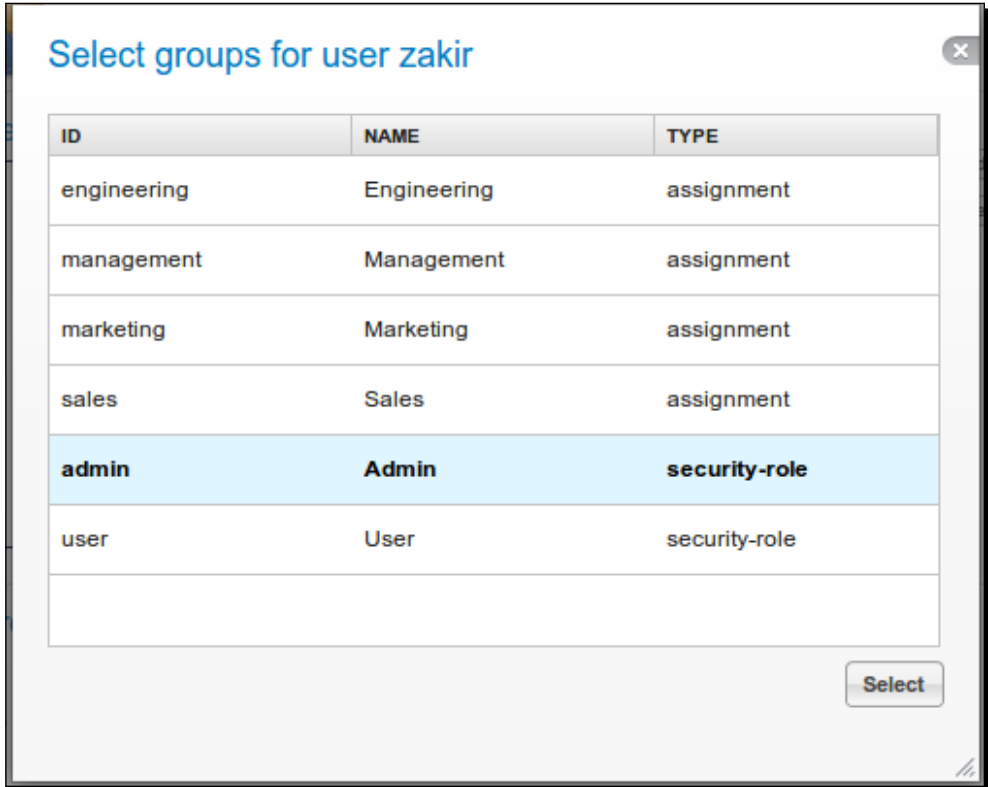 Select groups for user zakir
ID NAME TYPE
engineering Engineering assignment
management Management assignment
marketing Marketing assignment
sales Sales assignment
admin Admin security-role
user User security-role
Select